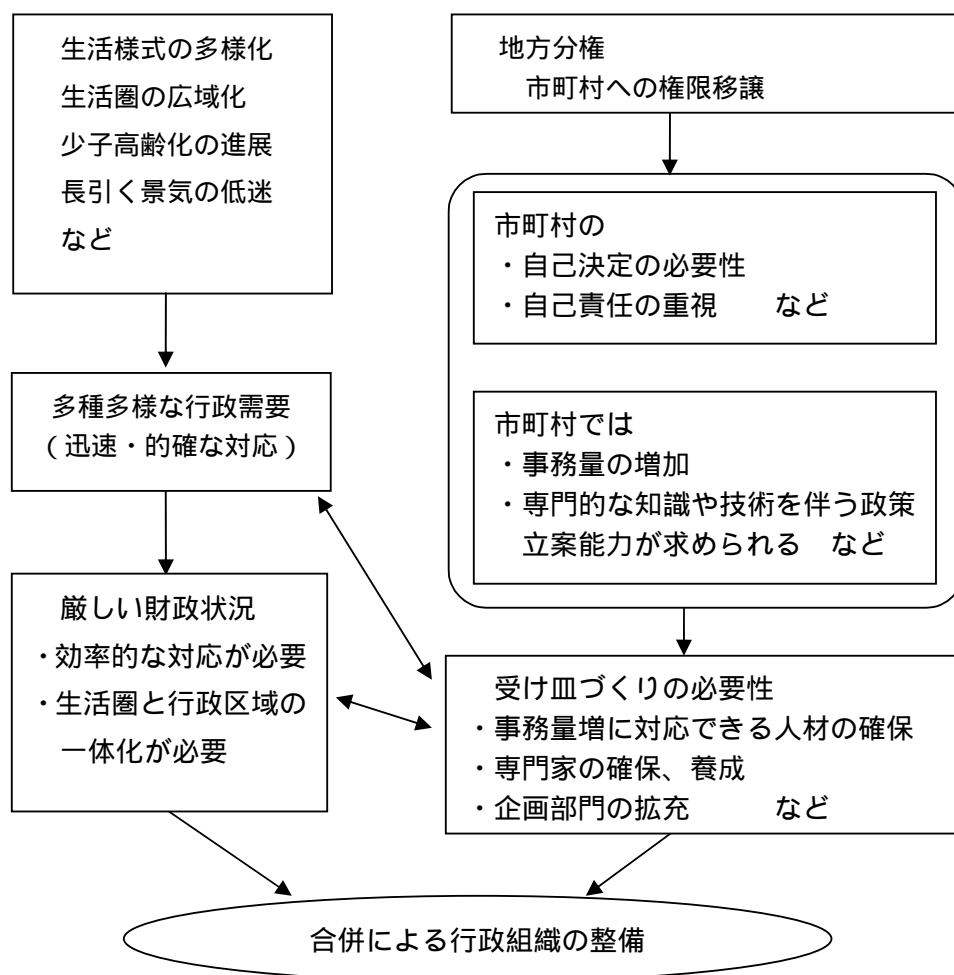 生活様式の多様化
生活圏の広域化
少子高齢化の進展
長引く景気の低迷
など
多種多様な行政需要
（迅速・的確な対応）
厳しい財政状況
・効率的な対応が必要
・生活圏と行政区域の
一体化が必要
地方分権
市町村への権限移譲
市町村の
・自己決定の必要性
・自己責任の重視　　など
市町村では
・事務量の増加
・専門的な知識や技術を伴う政策
立案能力が求められる　など
受け皿づくりの必要性
・事務量増に対応できる人材の確保
・専門家の確保、養成
・企画部門の拡充　　　など
合併による行政組織の整備